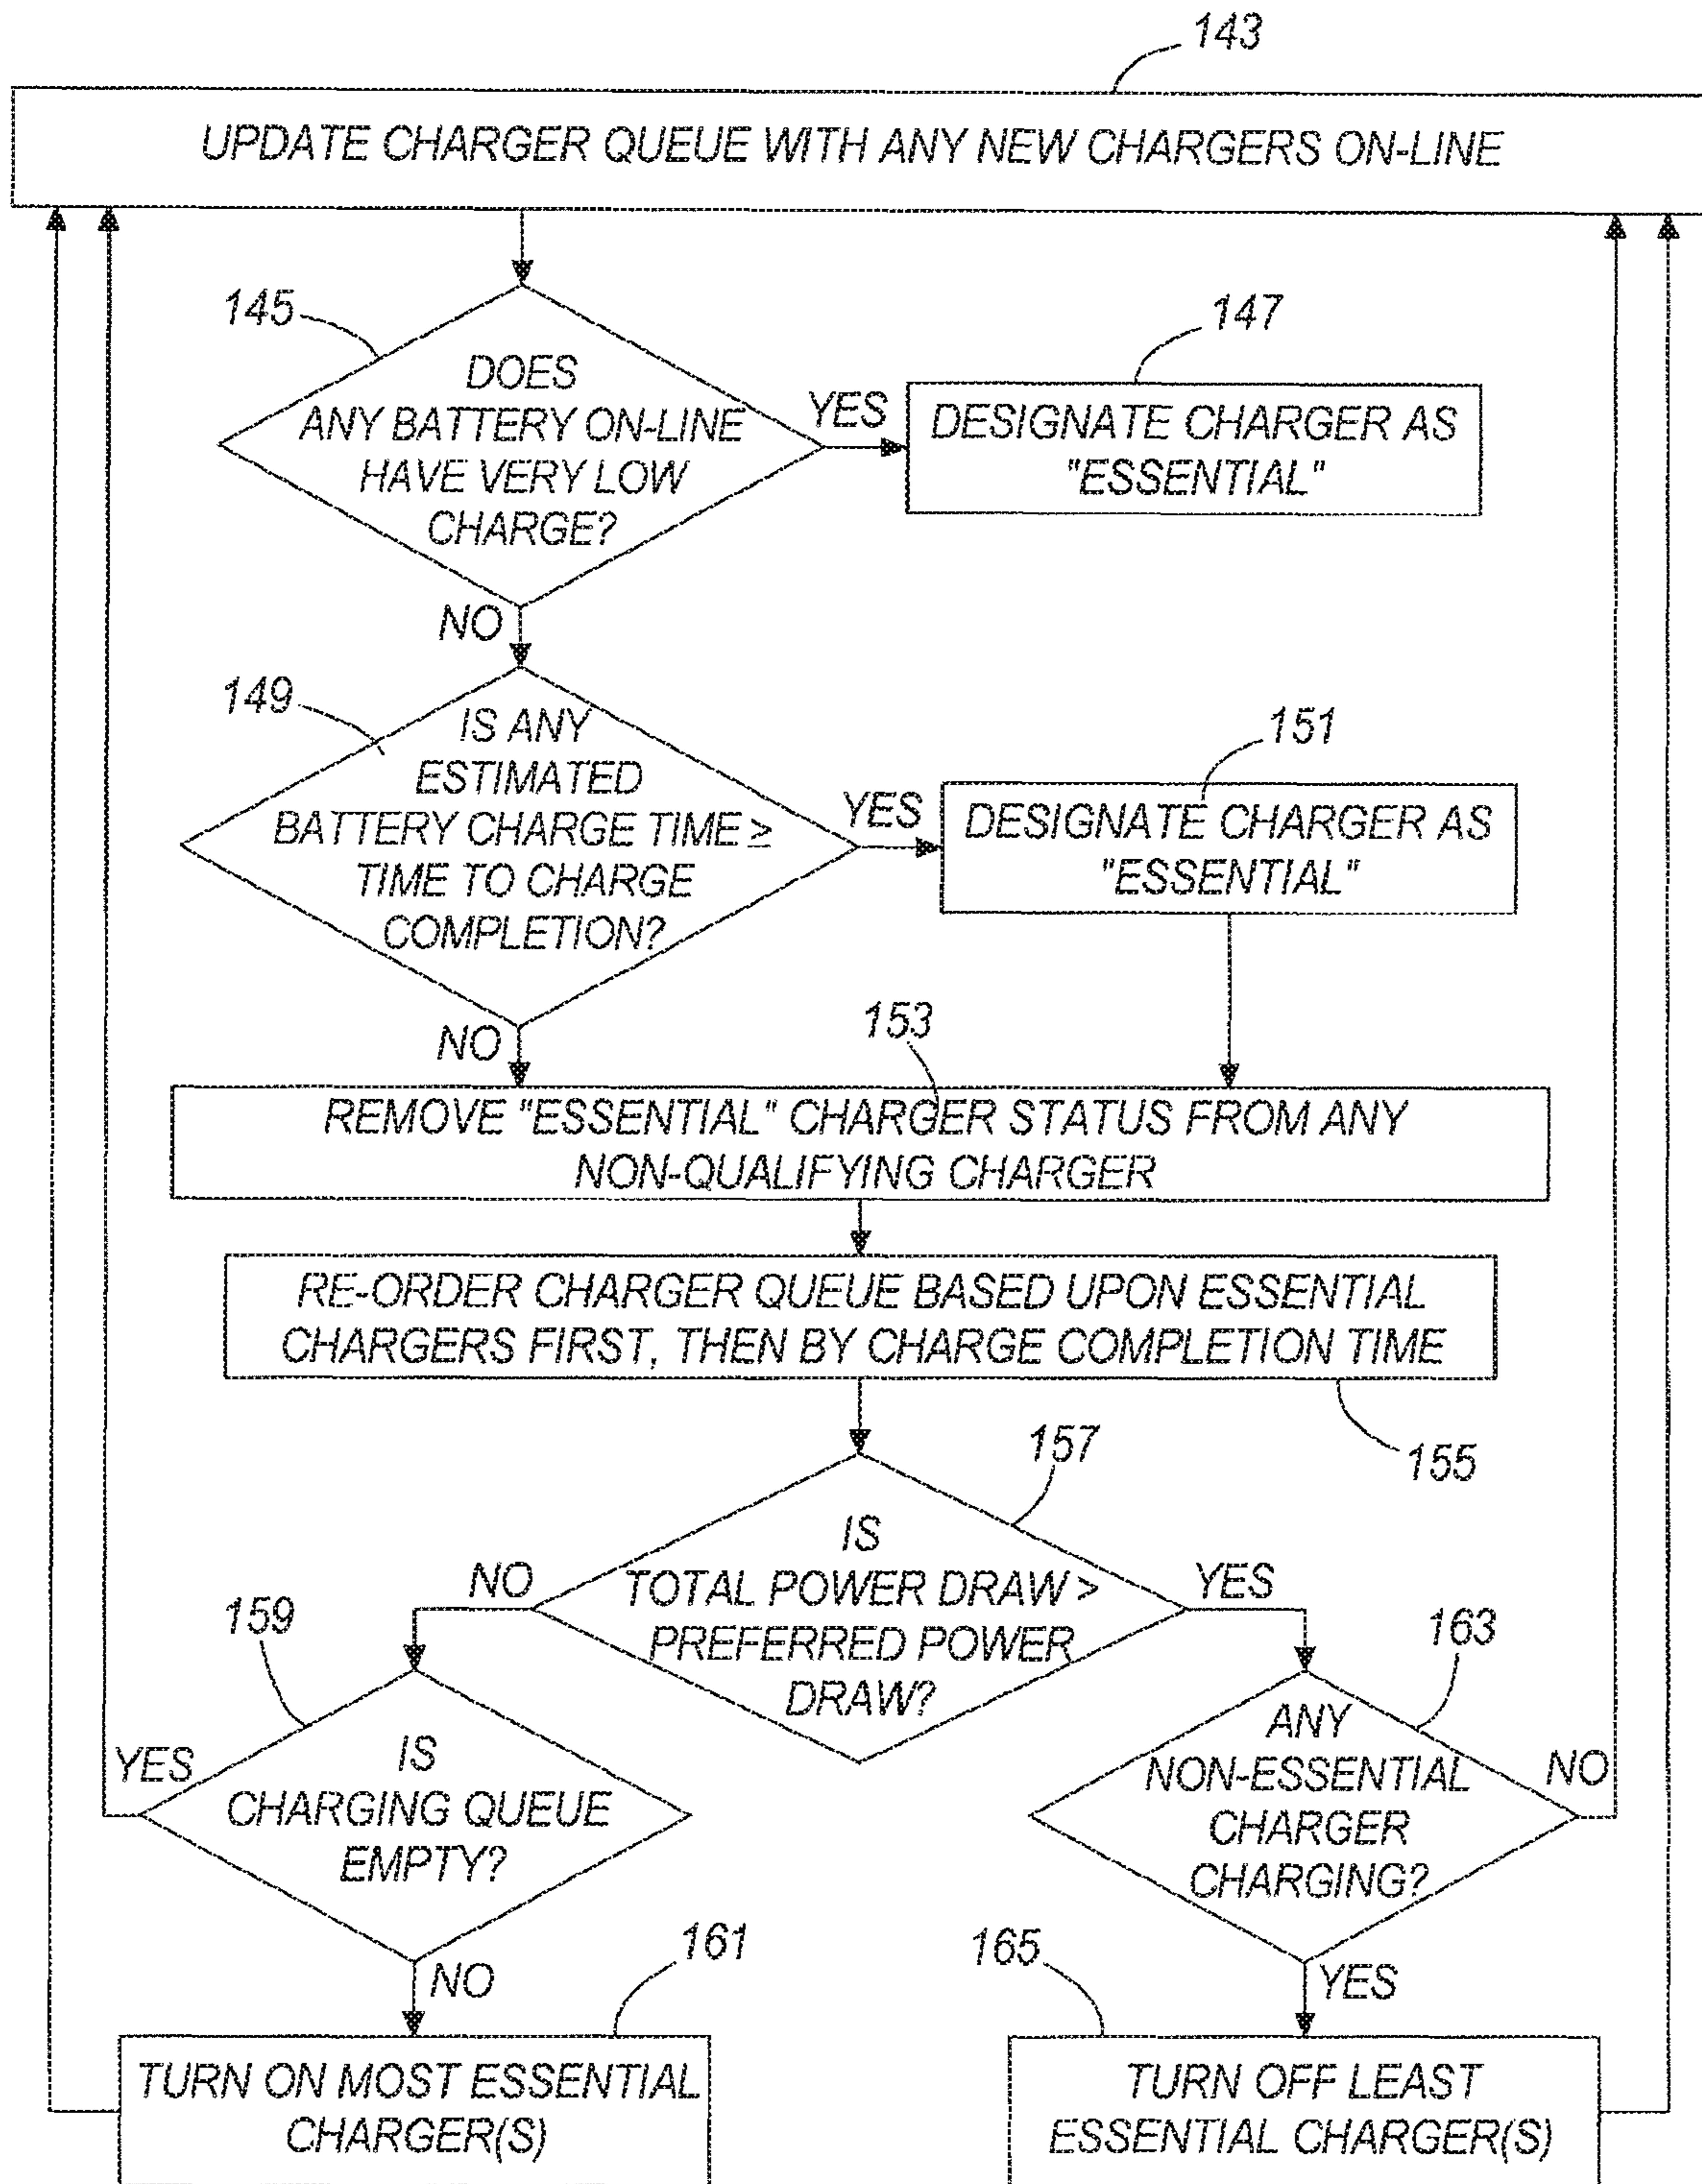 143
UPDATE CHARGER QUEUE WITH ANY NEW CHARGERS ON-LINE
145
DOES
ANY BATTERY ON-LINE
HAVE VERY LOW
CHARGE?
YES
147
DESIGNATE CHARGER AS
"ESSENTIAL"
NO
149
IS ANY
ESTIMATED
BATTERY CHARGE TIME ≥
TIME TO CHARGE
COMPLETION?
YES
151
DESIGNATE CHARGER AS
"ESSENTIAL"
NO
153
REMOVE "ESSENTIAL" CHARGER STATUS FROM ANY
NON-QUALIFYING CHARGER
RE-ORDER CHARGER QUEUE BASED UPON ESSENTIAL
CHARGERS FIRST, THEN BY CHARGE COMPLETION TIME
155
157
IS
TOTAL POWER DRAW >
PREFERRED POWER
DRAW?
NO
YES
159
IS
CHARGING QUEUE
EMPTY?
YES
NO
163
ANY
NON-ESSENTIAL
CHARGER
CHARGING?
NO
YES
161
TURN ON MOST ESSENTIAL
CHARGER(S)
165
TURN OFF LEAST
ESSENTIAL CHARGER(S)